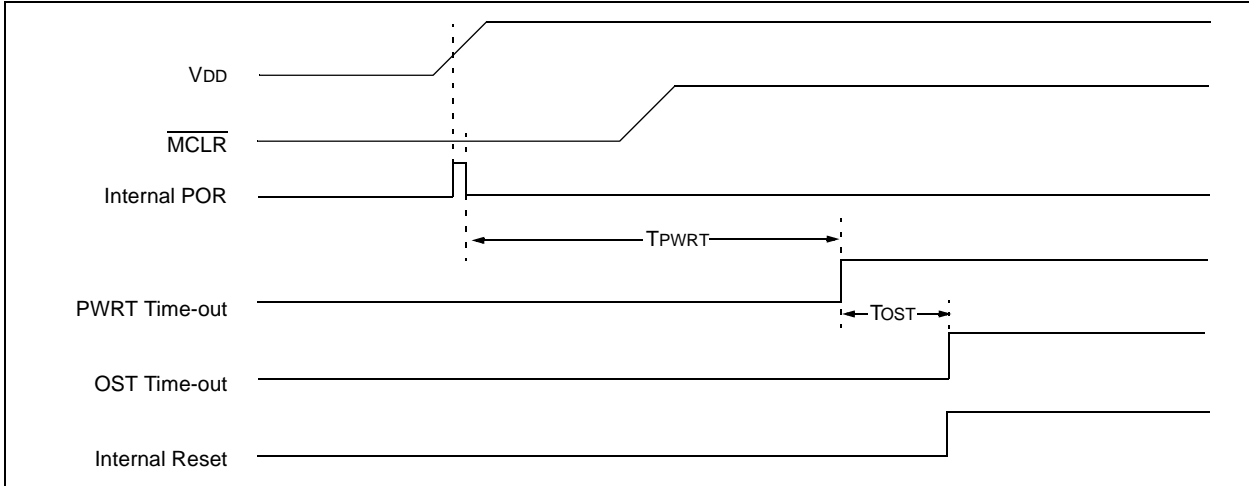 VDD
MCLR
Internal POR
TPWRT
PWRT Time-out
TOST
OST Time-out
Internal Reset